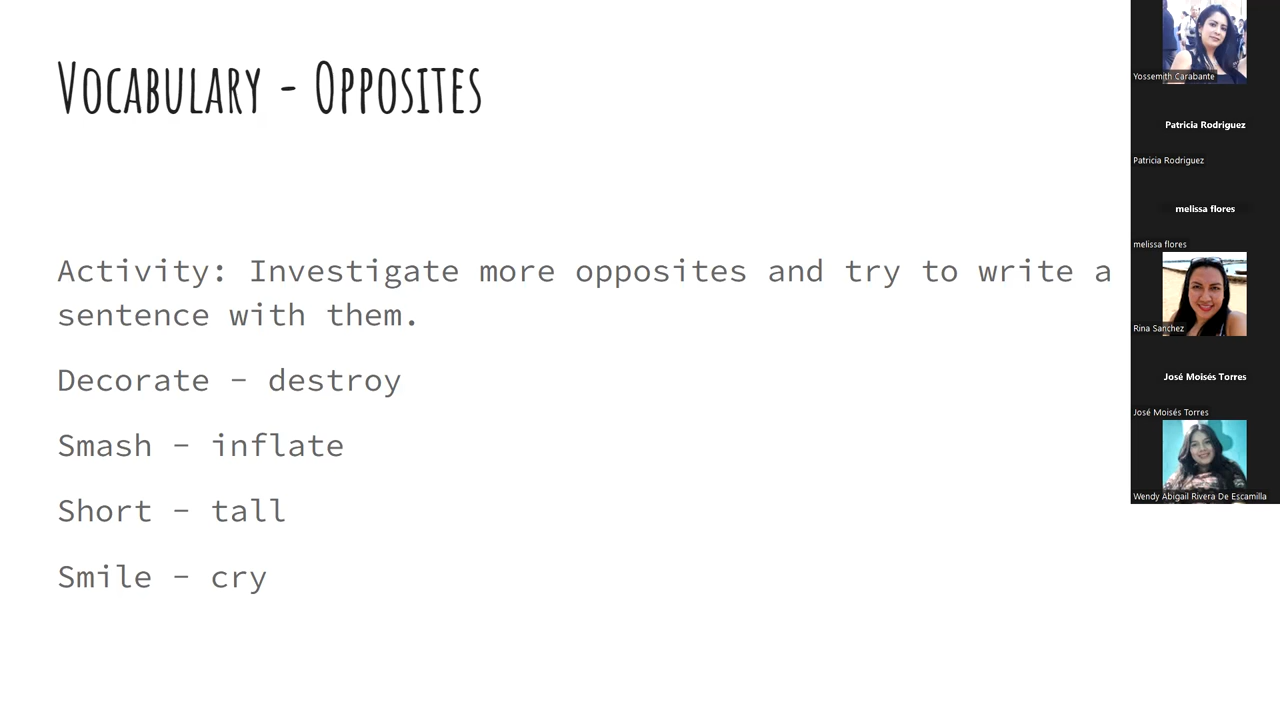 Vocabulary - Opposites
Activity: Investigate more opposites and try to write a
sentence with them.
Decorate - destroy
Smash - inflate
Short - tall
Smile - cry
Yossemith Carabante
Patricia Rodriguez
Patricia Rodriguez
melissa flores
melissa flores
Rina Sanchez
José Moisés Torres
José Moisés Torres
Wendy Abigail Rivera De Escamilla